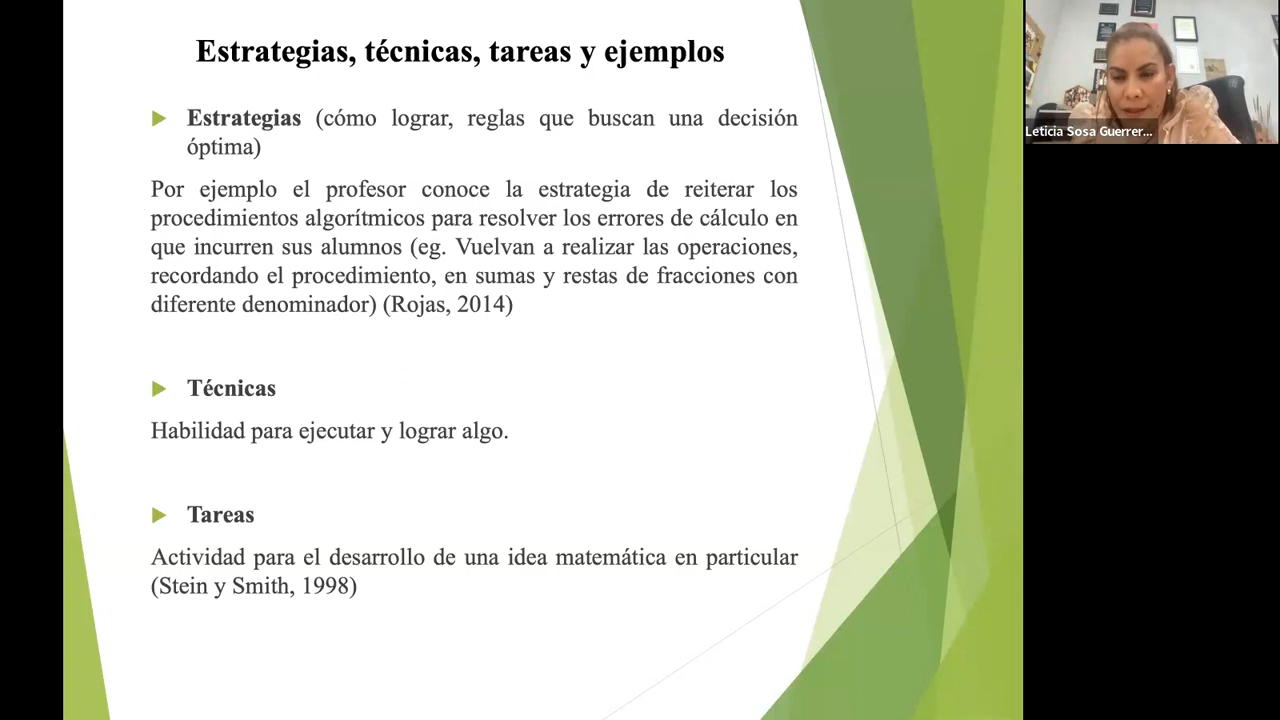 Estrategias, técnicas, tareas y ejemplos
Estrategias (cómo lograr, reglas que buscan una decisión
óptima)
Por ejemplo el profesor conoce la estrategia de reiterar los
procedimientos algorítmicos para resolver los errores de cálculo en
que incurren sus alumnos (eg. Vuelvan a realizar las operaciones,
recordando el procedimiento, en sumas y restas de fracciones con
diferente denominador) (Rojas, 2014)
Técnicas
Habilidad para ejecutar y lograr algo.
Tareas
Actividad para el desarrollo de una idea matemática en particular
(Stein y Smith, 1998)
Leticia Sosa Guerrer...